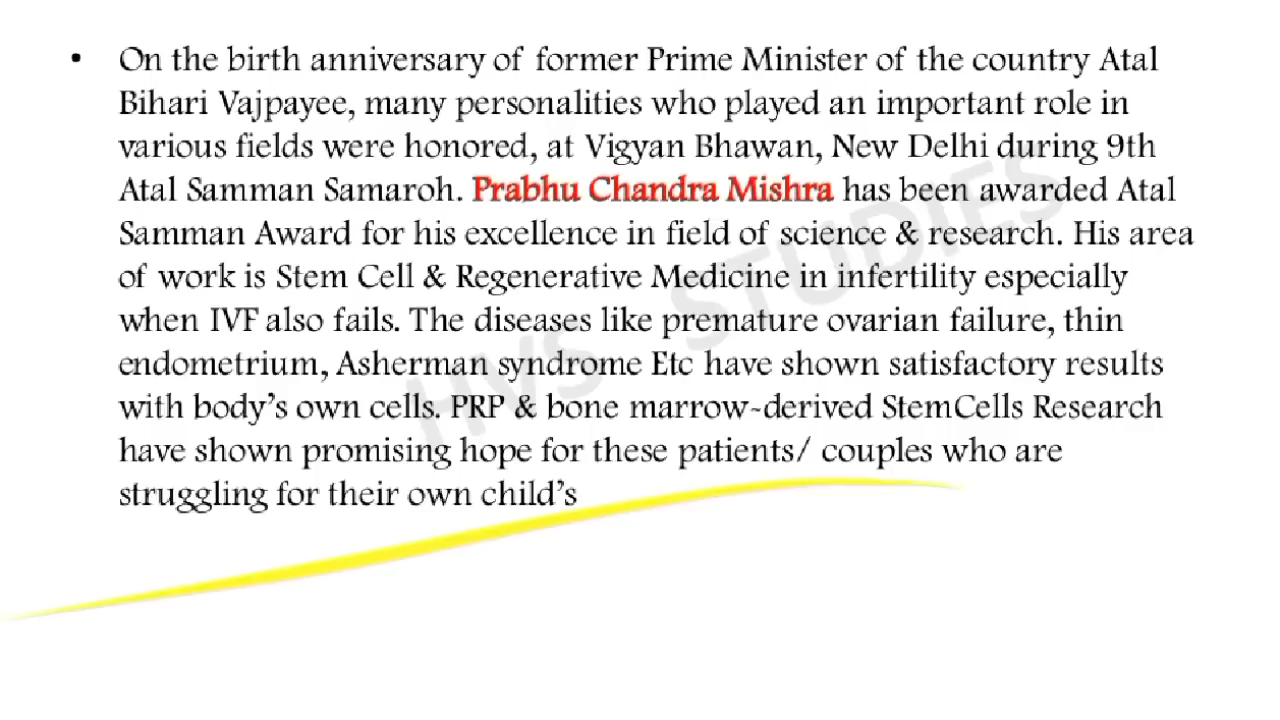 • On the birth anniversary of former Prime Minister of the country Atal
Bihari Vajpayee, many personalities who played an important role in
various fields were honored, at Vigyan Bhawan, New Delhi during 9th
Atal Samman Samaroh. Prabhu Chandra Mishra has been awarded Atal
Samman Award for his excellence in field of science & research. His area
of work is Stem Cell & Regenerative Medicine in infertility especially
when IVF also fails. The diseases like premature ovarian failure, thin
endometrium, Asherman syndrome Etc have shown satisfactory results
with body’s own cells. PRP & bone marrow-derived StemCells Research
have shown promising hope for these patients/ couples who are
struggling for their own child’s
HVS STUDIES